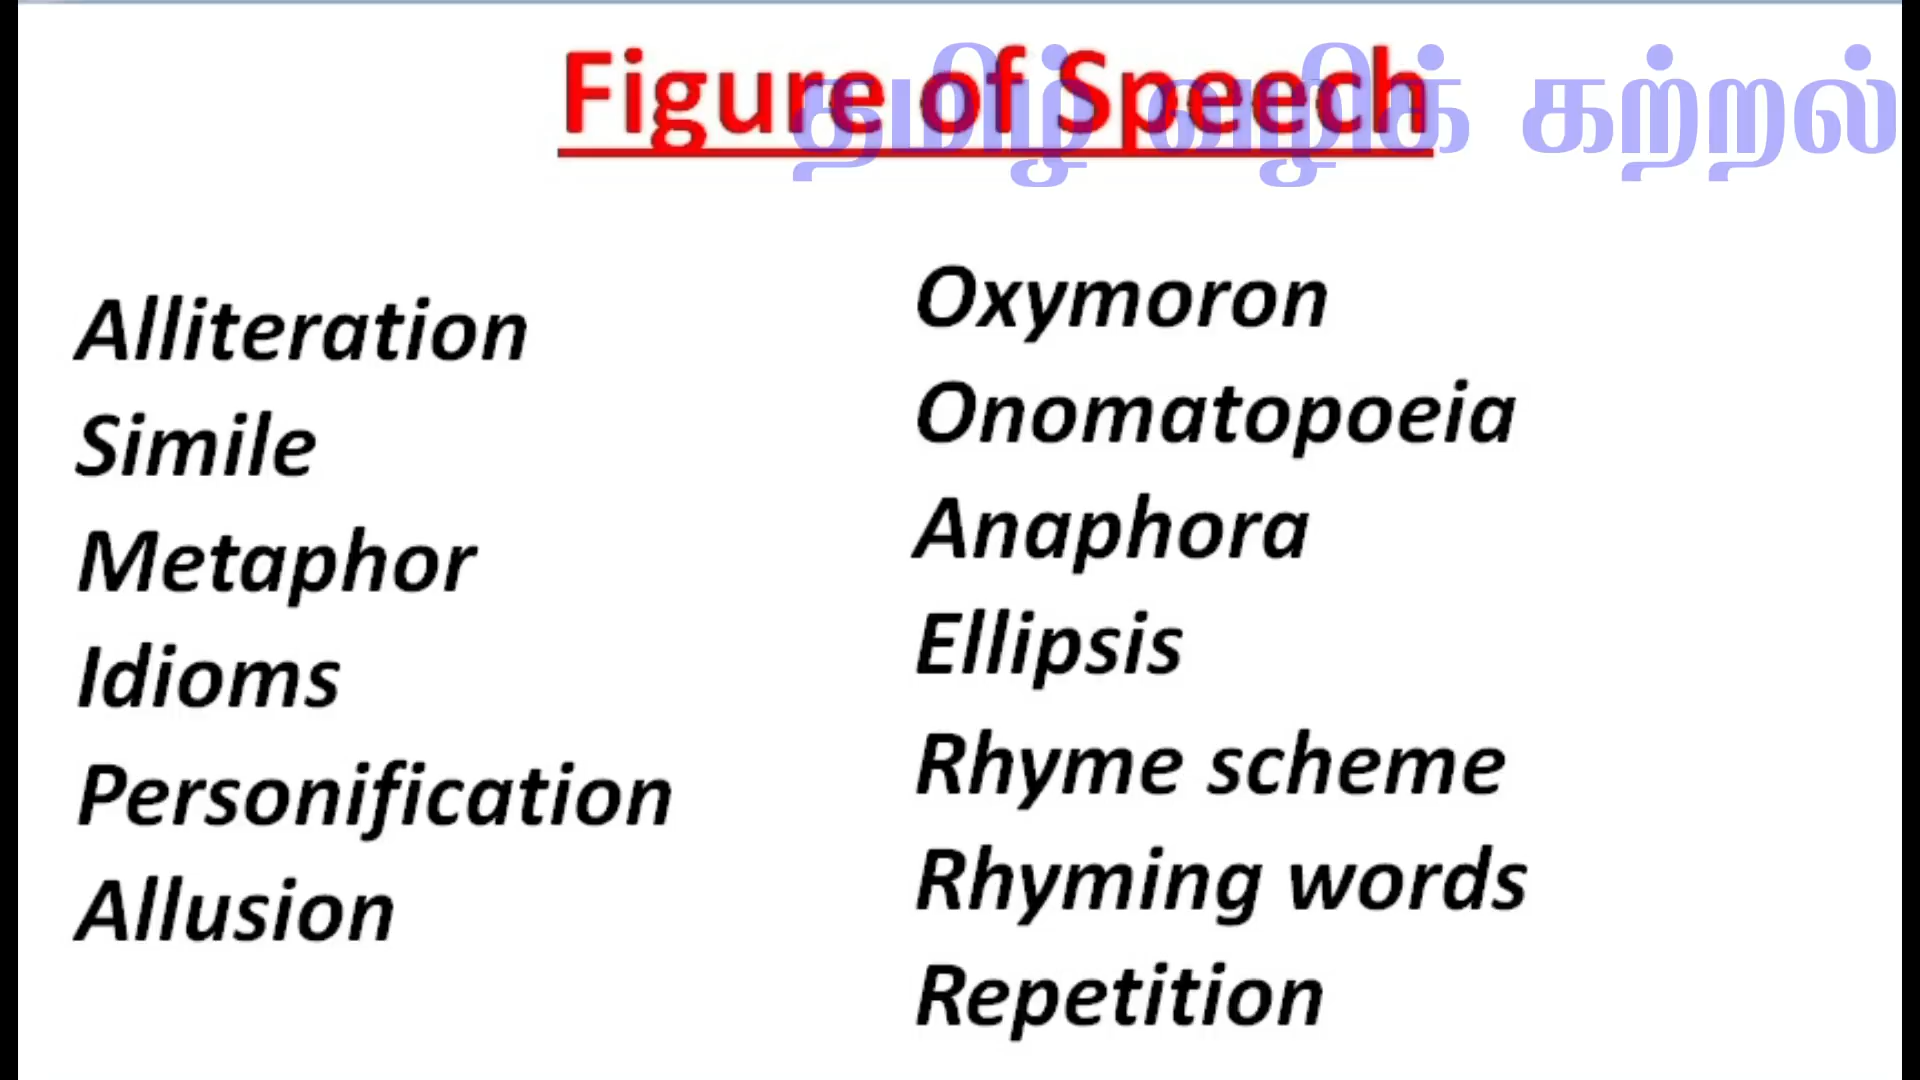 Figure of Speech
தமிழ் வழிக் கற்றல்
Alliteration
Simile
Metaphor
Idioms
Personification
Allusion
Oxymoron
Onomatopoeia
Anaphora
Ellipsis
Rhyme scheme
Rhyming words
Repetition